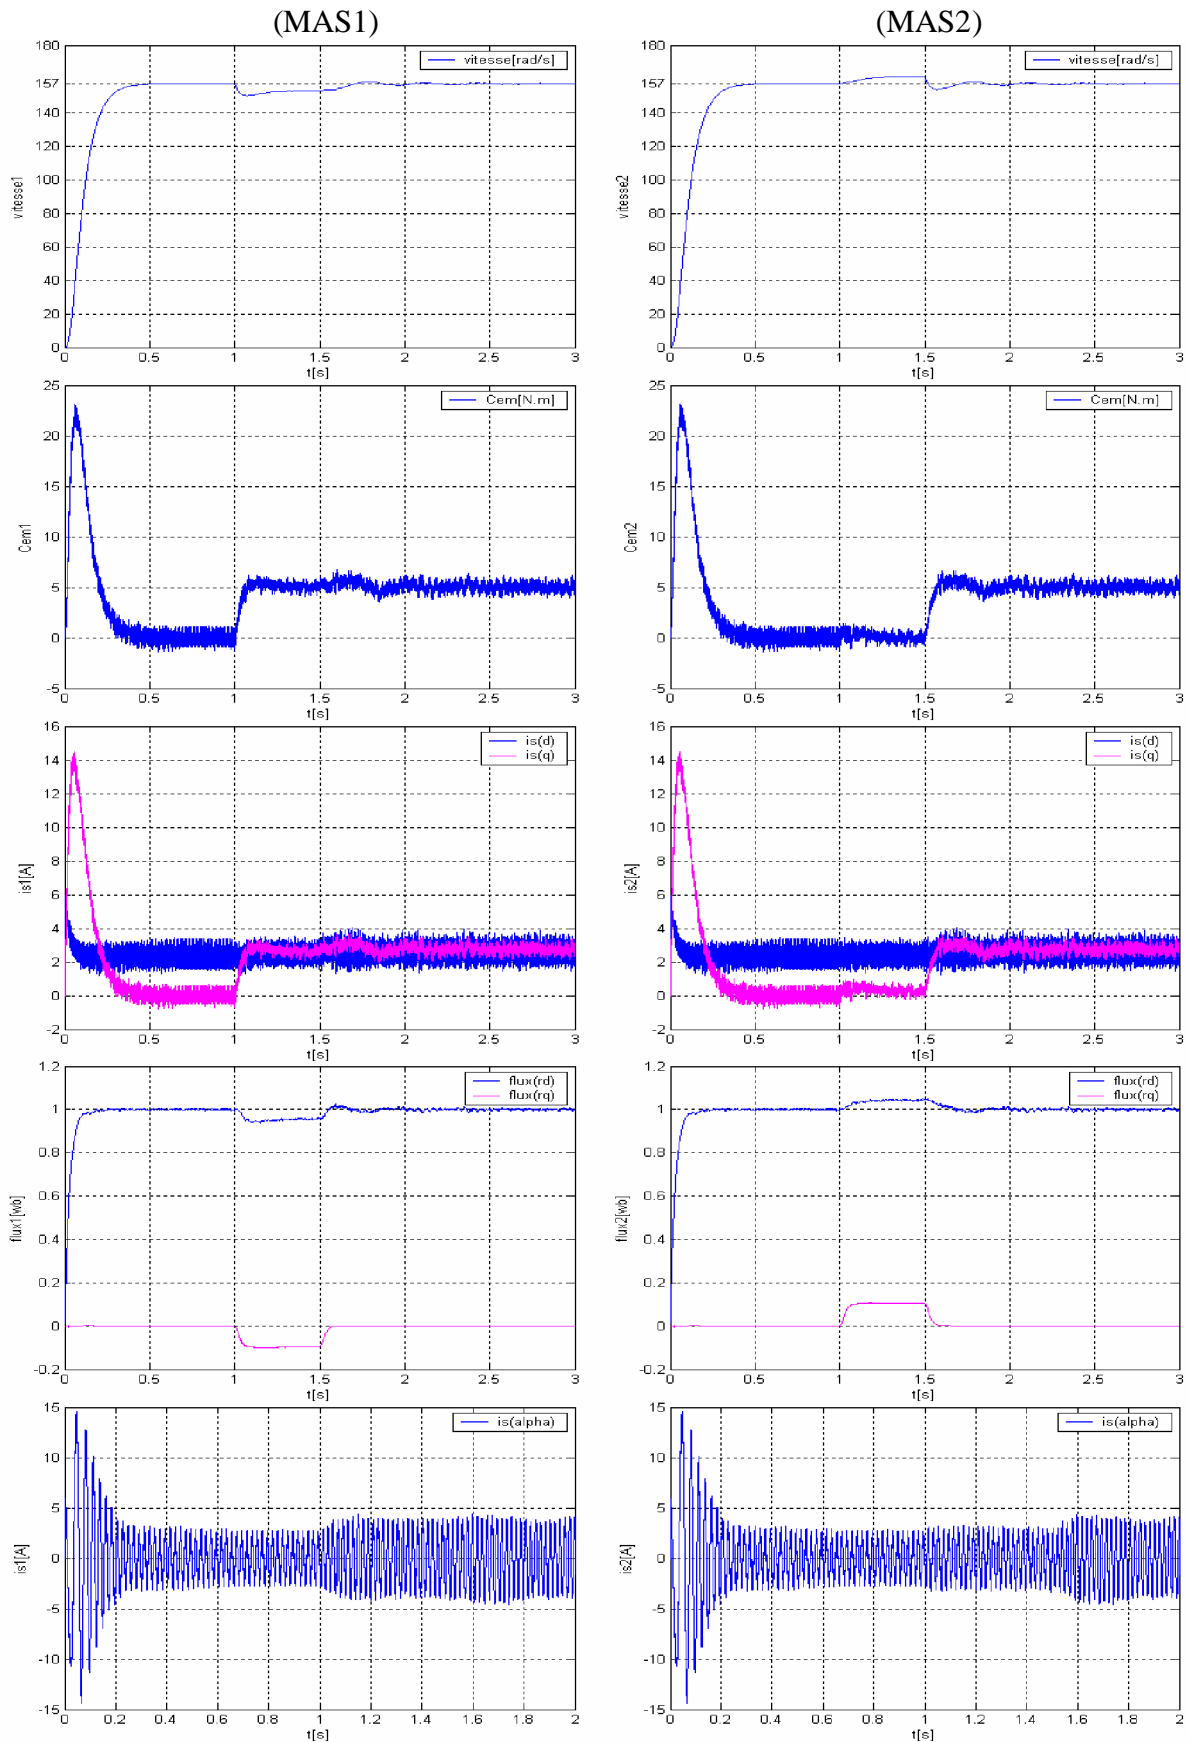 (MAS1)
(MAS2)
180
157
140
120
100
80
60
40
20
0
vitesse1
vitesse[rad/s]
0 0.5 1 1.5 2 2.5 3
t[s]
180
157
140
120
100
80
60
40
20
0
vitesse2
vitesse[rad/s]
0 0.5 1 1.5 2 2.5 3
t[s]
25
20
15
10
5
0
-5
Cem1
Cem[N.m]
0 0.5 1 1.5 2 2.5 3
t[s]
25
20
15
10
5
0
-5
Cem2
Cem[N.m]
0 0.5 1 1.5 2 2.5 3
t[s]
16
14
12
10
8
6
4
2
0
-2
is1[A]
is(d)
is(q)
0 0.5 1 1.5 2 2.5 3
t[s]
16
14
12
10
8
6
4
2
0
-2
is2[A]
is(d)
is(q)
0 0.5 1 1.5 2 2.5 3
t[s]
1.2
1
0.8
0.6
0.4
0.2
0
-0.2
flux1[wb]
flux(rd)
flux(rq)
0 0.5 1 1.5 2 2.5 3
t[s]
1.2
1
0.8
0.6
0.4
0.2
0
-0.2
flux2[wb]
flux(rd)
flux(rq)
0 0.5 1 1.5 2 2.5 3
t[s]
15
10
5
0
-5
-10
-15
is1[A]
is(alpha)
0 0.2 0.4 0.6 0.8 1 1.2 1.4 1.6 1.8 2
t[s]
15
10
5
0
-5
-10
-15
is2[A]
is(alpha)
0 0.2 0.4 0.6 0.8 1 1.2 1.4 1.6 1.8 2
t[s]